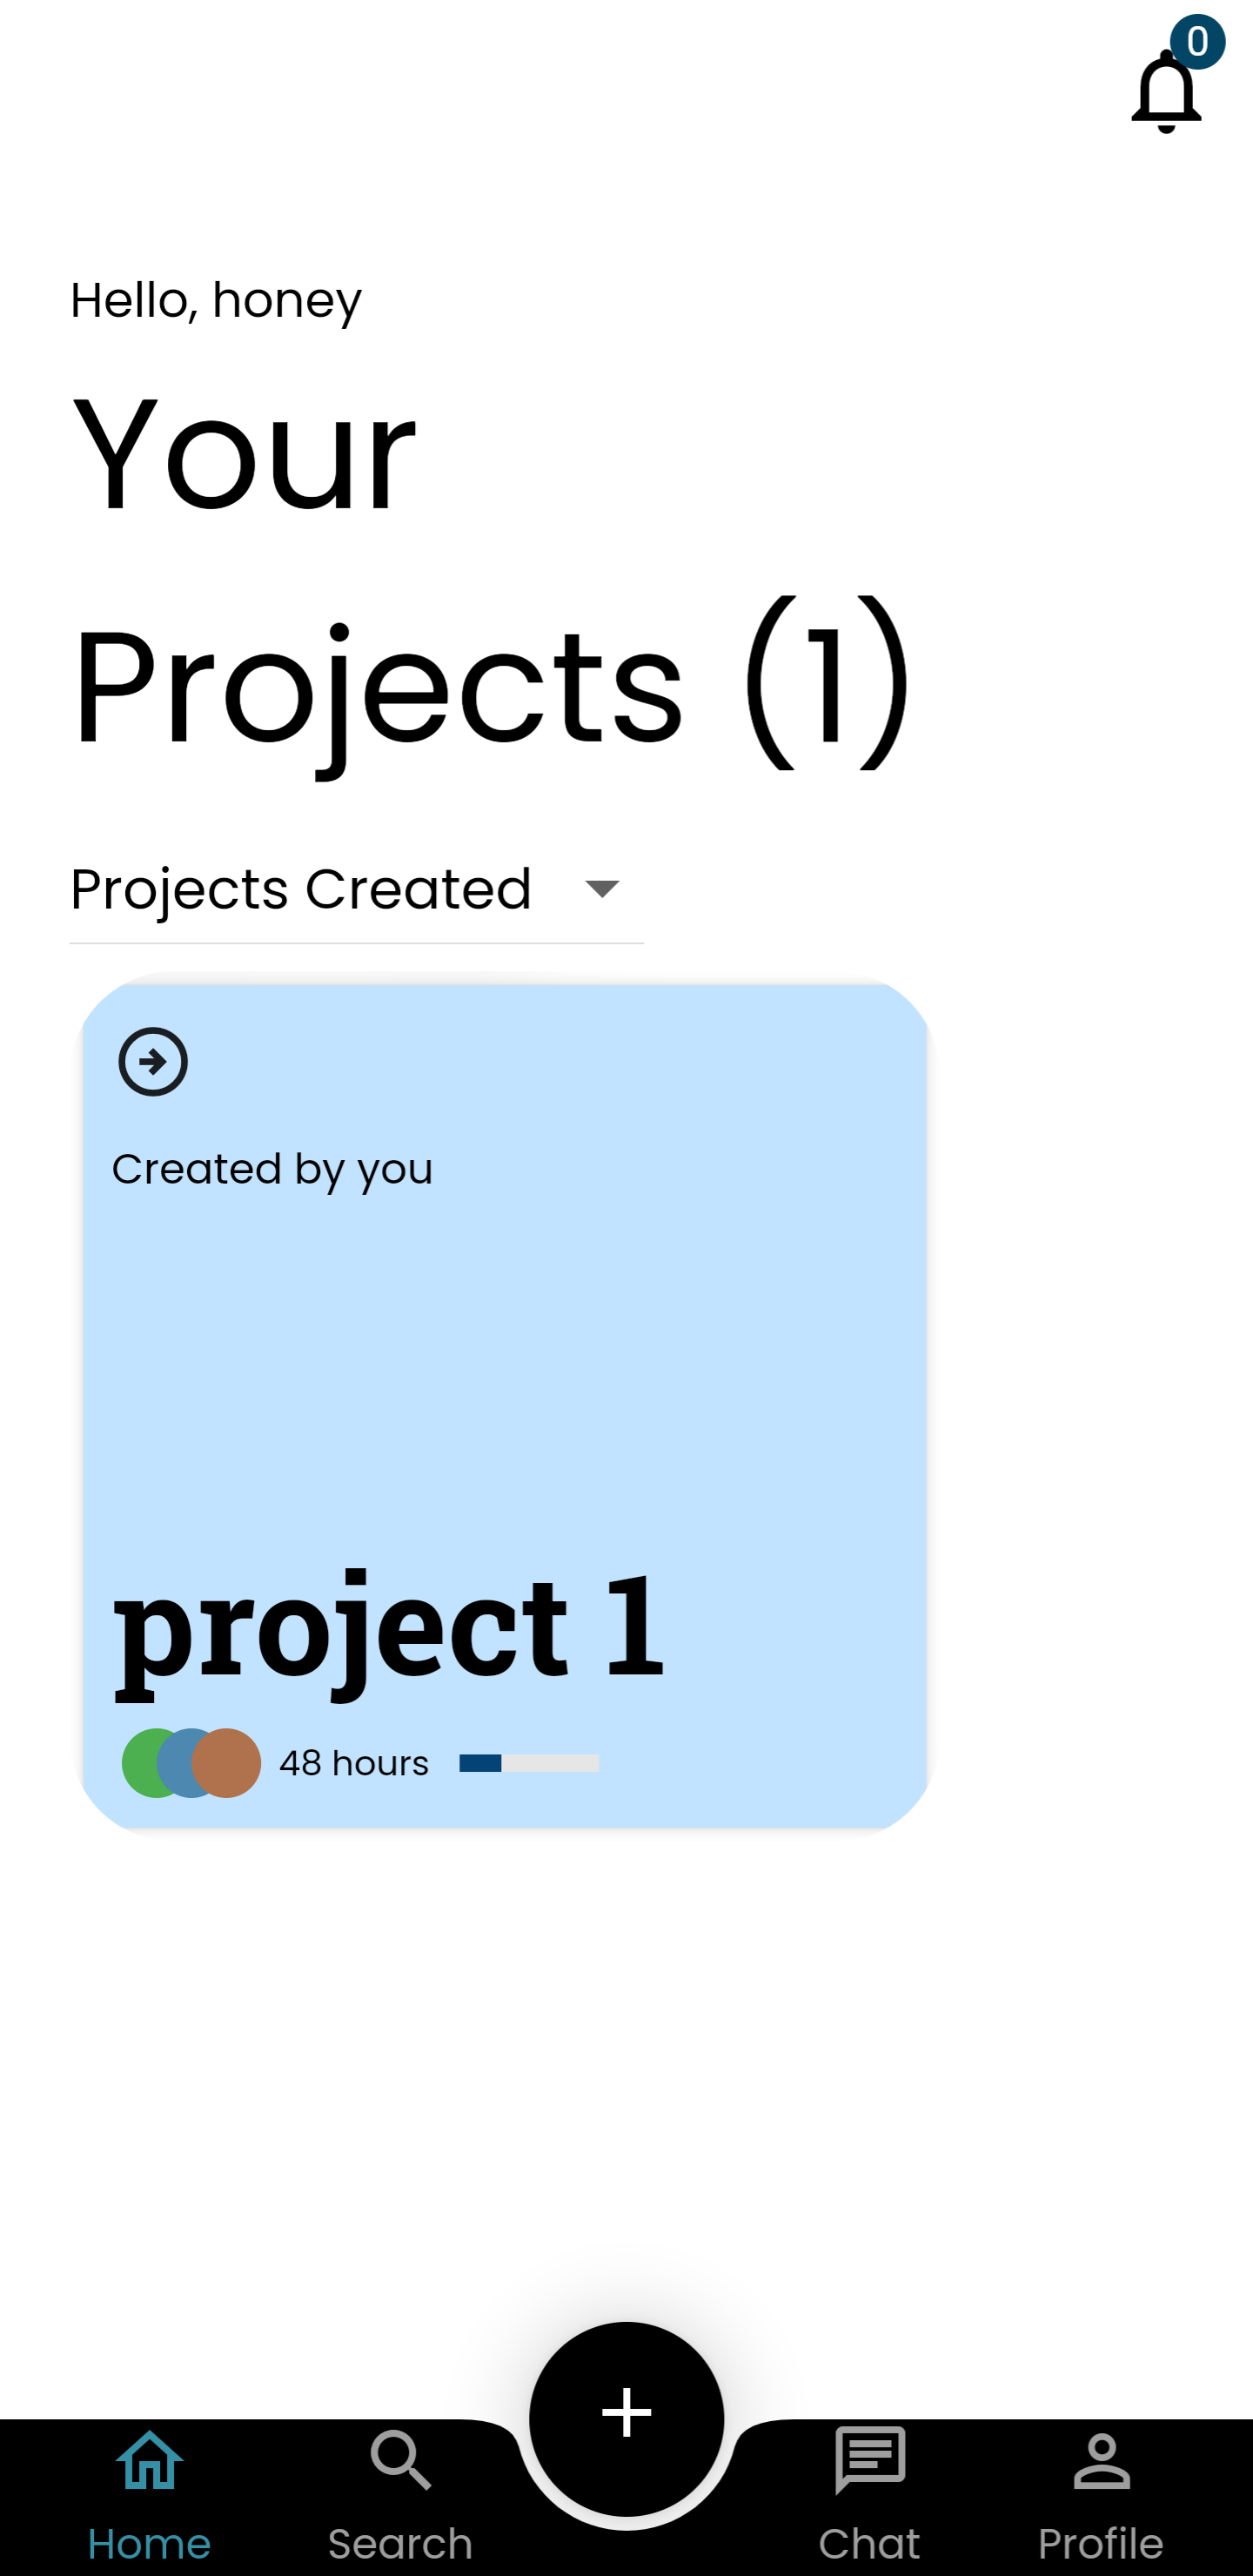 0
Hello, honey
Your
Projects (1)
Projects Created
Created by you
project 1
48 hours
+
Home
Search
Chat
Profile